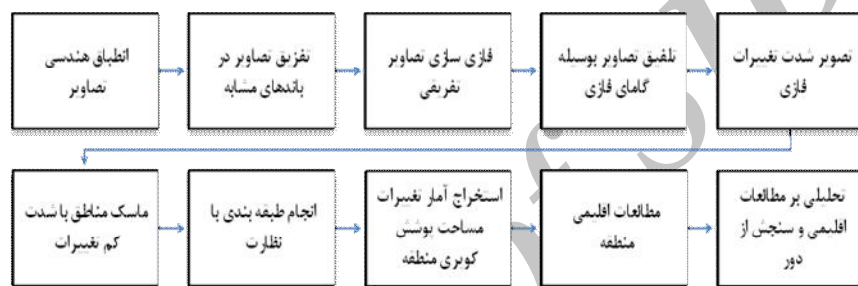 انطباق هندسی
تصاویر
تفریق تصاویر در
باندهای مشابه
فازی سازی تصاویر
تفریقی
تلفیق تصاویر بوسیله
گامای فازی
تصویر شدت تغییرات
فازی
ماسک مناطق با شدت
کم تغییرات
انجام طبقه بندی با
نظارت
استخراج آمار تغییرات
مساحت پوشش
کویری منطقه
مطالعات اقلیمی
منطقه
تحلیلی بر مطالعات
اقلیمی و سنجش از
دور